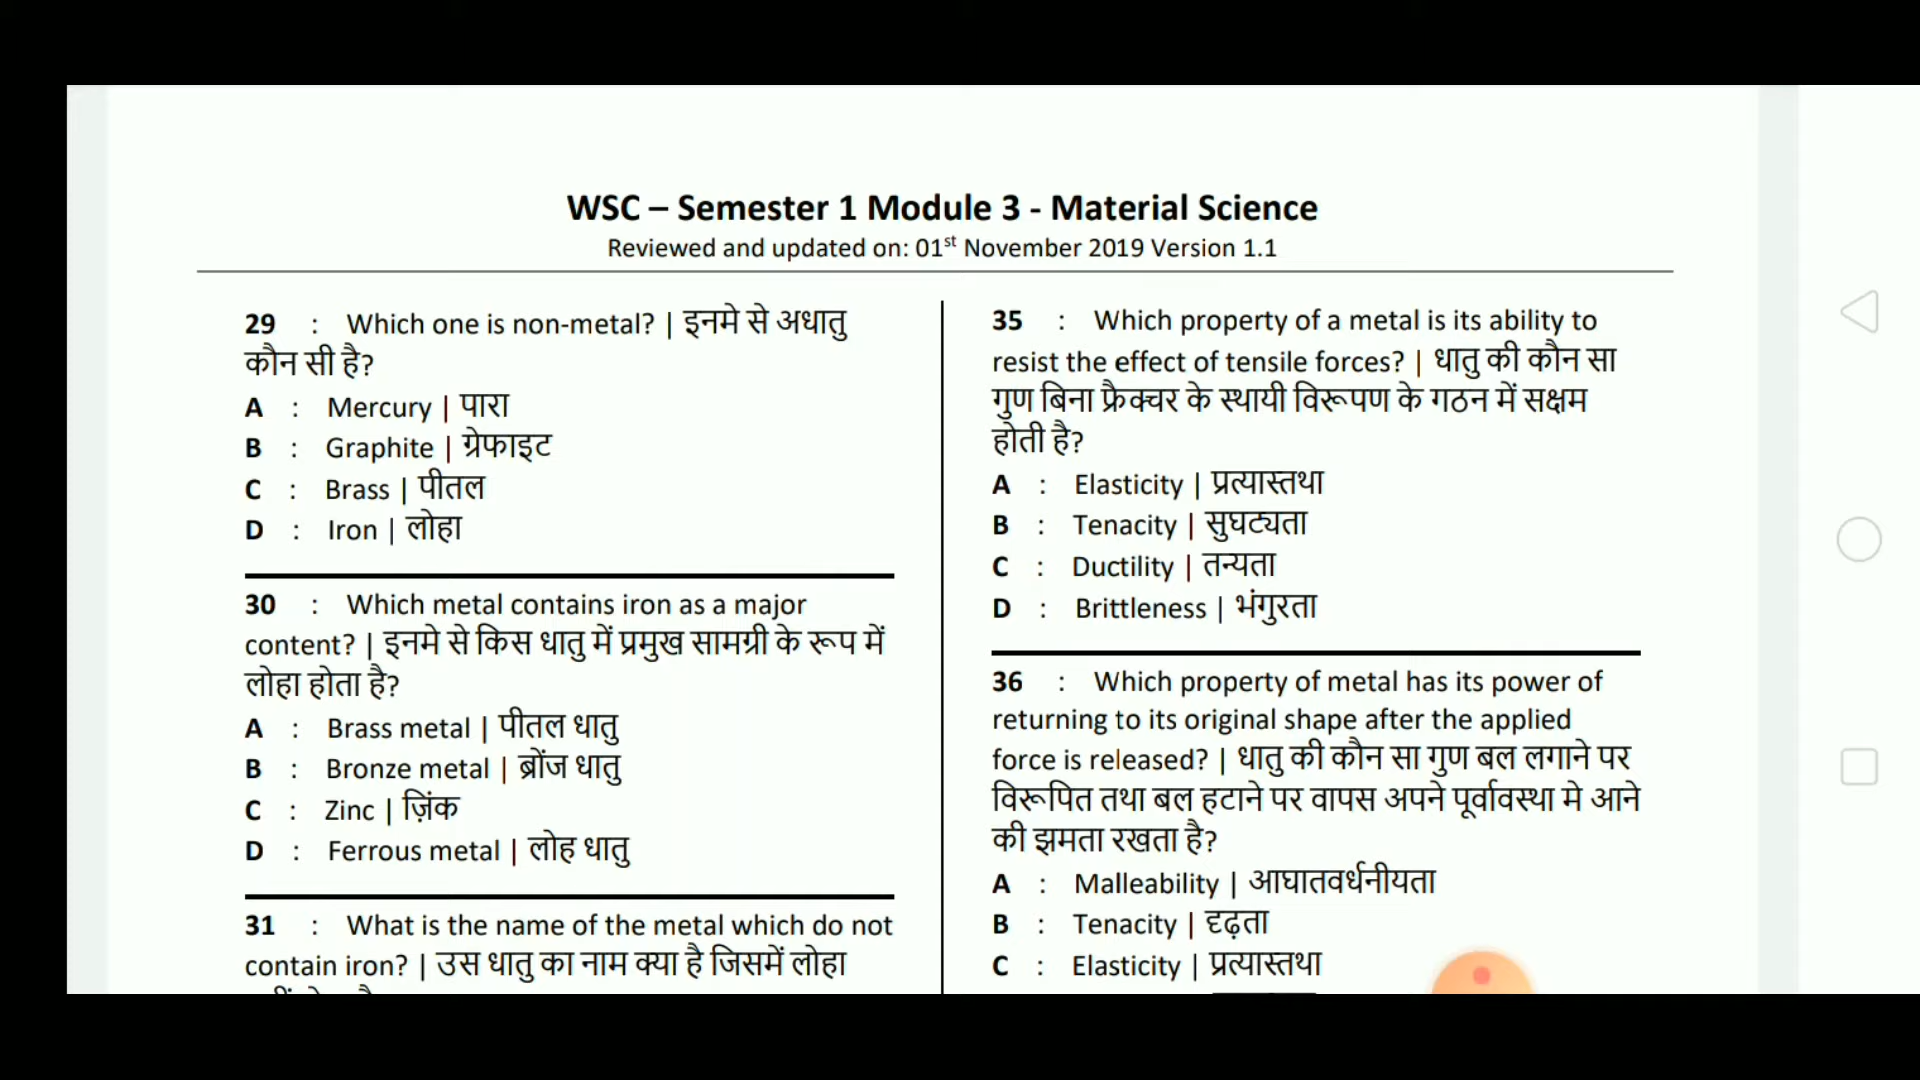 WSC – Semester 1 Module 3 - Material Science
Reviewed and updated on: 01st November 2019 Version 1.1
29 : Which one is non-metal? | इनमे से अधातु
कौन सी है?
A : Mercury | पारा
B : Graphite | ग्रेफाइट
C : Brass | पीतल
D : Iron | लोहा
30 : Which metal contains iron as a major
content? | इनमे से किस धातु में प्रमुख सामग्री के रूप में
लोहा होता है?
A : Brass metal | पीतल धातु
B : Bronze metal | ब्रोंज धातु
C : Zinc | ज़िंक
D : Ferrous metal | लोह धातु
31 : What is the name of the metal which do not
contain iron? | उस धातु का नाम क्या है जिसमें लोहा
35 : Which property of a metal is its ability to
resist the effect of tensile forces? | धातु की कौन सा
गुण बिना फ्रैक्चर के स्थायी विरूपण के गठन में सक्षम
होती है?
A : Elasticity | प्रत्यास्तथा
B : Tenacity | सुघट्यता
C : Ductility | तन्यता
D : Brittleness | भंगुरता
36 : Which property of metal has its power of
returning to its original shape after the applied
force is released? | धातु की कौन सा गुण बल लगाने पर
विरूपित तथा बल हटाने पर वापस अपने पूर्वावस्था मे आने
की झमता रखता है?
A : Malleability | आघातवर्धनीयता
B : Tenacity | दृढ़ता
C : Elasticity | प्रत्यास्तथा